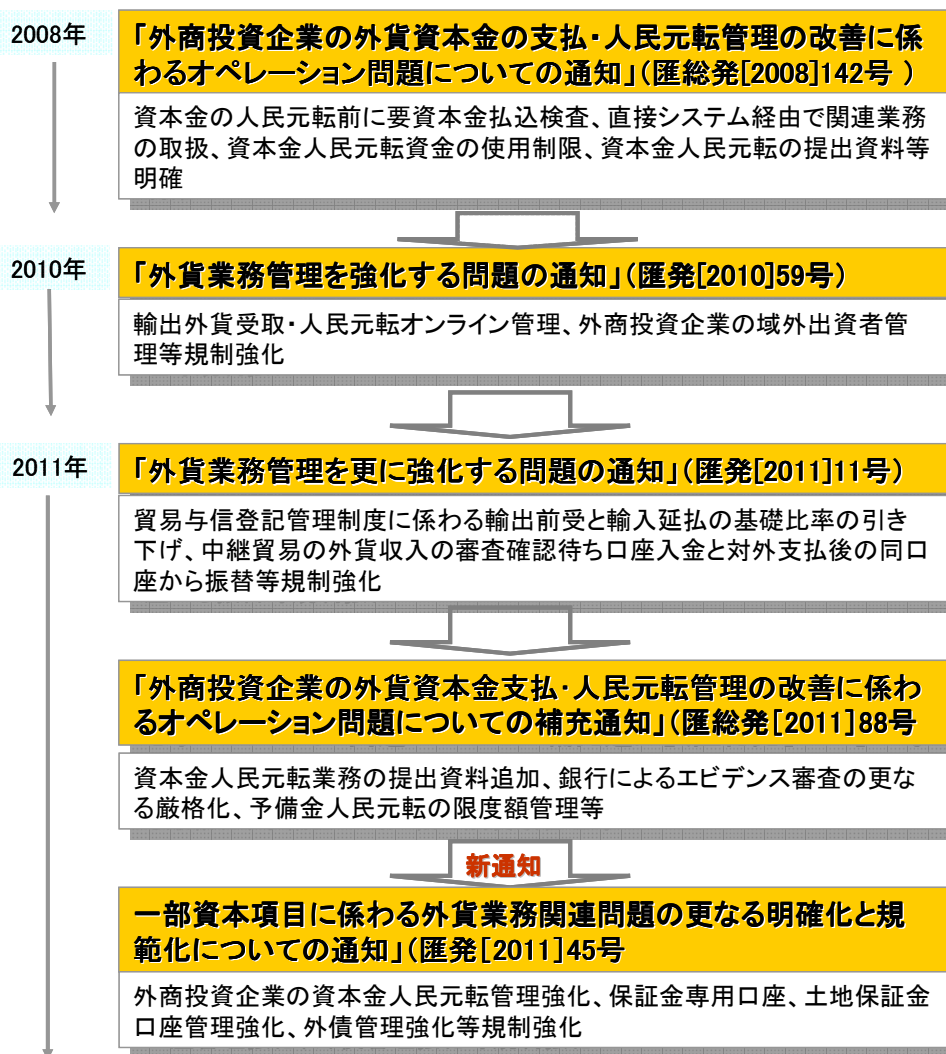 2008年
「外商投資企業の外貨資本金の支払・人民元転管理の改善に係
わるオペレーション問題についての通知」(匯総発[2008]142号 )
資本金の人民元転前に要資本金払込検査、直接システム経由で関連業務
の取扱、資本金人民元転資金の使用制限、資本金人民元転の提出資料等
明確
2010年
「外貨業務管理を強化する問題の通知」(匯発[2010]59号)
輸出外貨受取・人民元転オンライン管理、外商投資企業の域外出資者管
理等規制強化
2011年
「外貨業務管理を更に強化する問題の通知」(匯発[2011]11号)
貿易与信登記管理制度に係わる輸出前受と輸入延払の基礎比率の引き
下げ、中継貿易の外貨収入の審査確認待ち口座入金と対外支払後の同口
座から振替等規制強化
「外商投資企業の外貨資本金支払・人民元転管理の改善に係わ
るオペレーション問題についての補充通知」(匯総発[2011]88号
資本金人民元転業務の提出資料追加、銀行によるエビデンス審査の更な
る厳格化、予備金人民元転の限度額管理等
新通知
一部資本項目に係わる外貨業務関連問題の更なる明確化と規
範化についての通知」(匯発[2011]45号
外商投資企業の資本金人民元転管理強化、保証金専用口座、土地保証金
口座管理強化、外債管理強化等規制強化